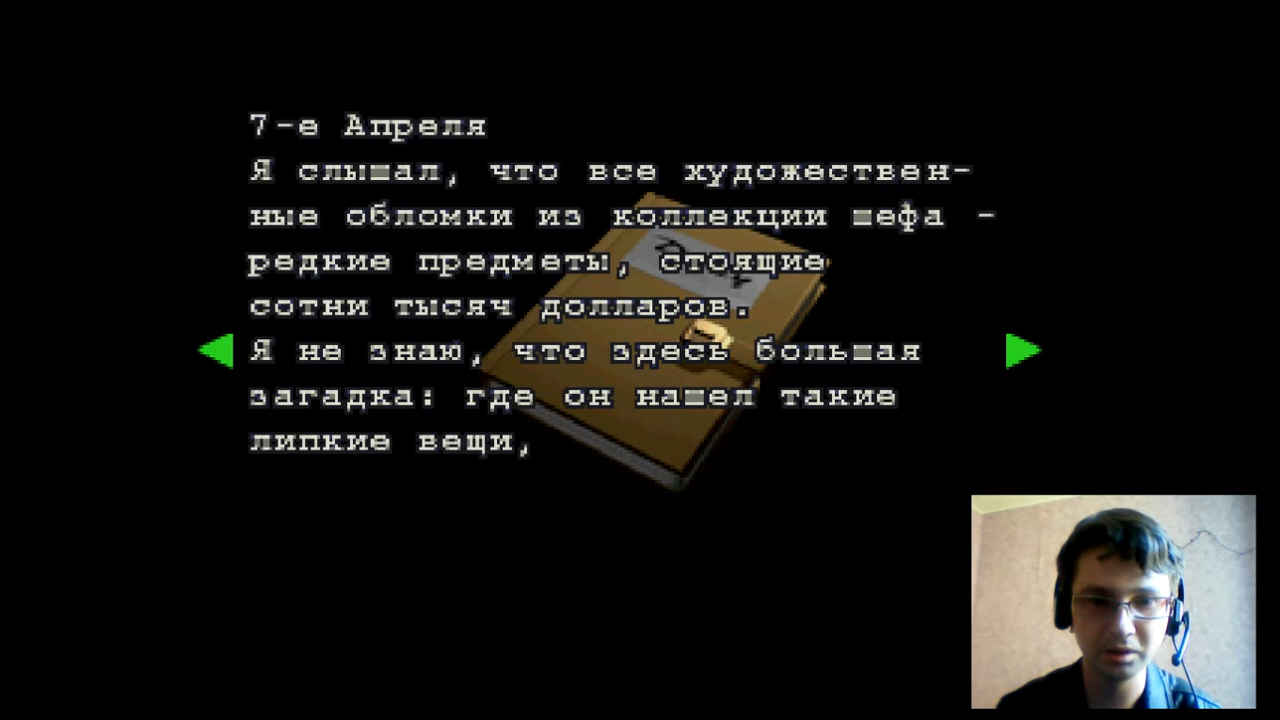 7-е Апреля
Я слышал, что все художествен-
ные обломки из коллекции шефа -
редкие предметы, стоящие
сотни тысяч долларов.
Я не знаю, что здесь большая
загадка: где он нашел такие
липкие вещи,